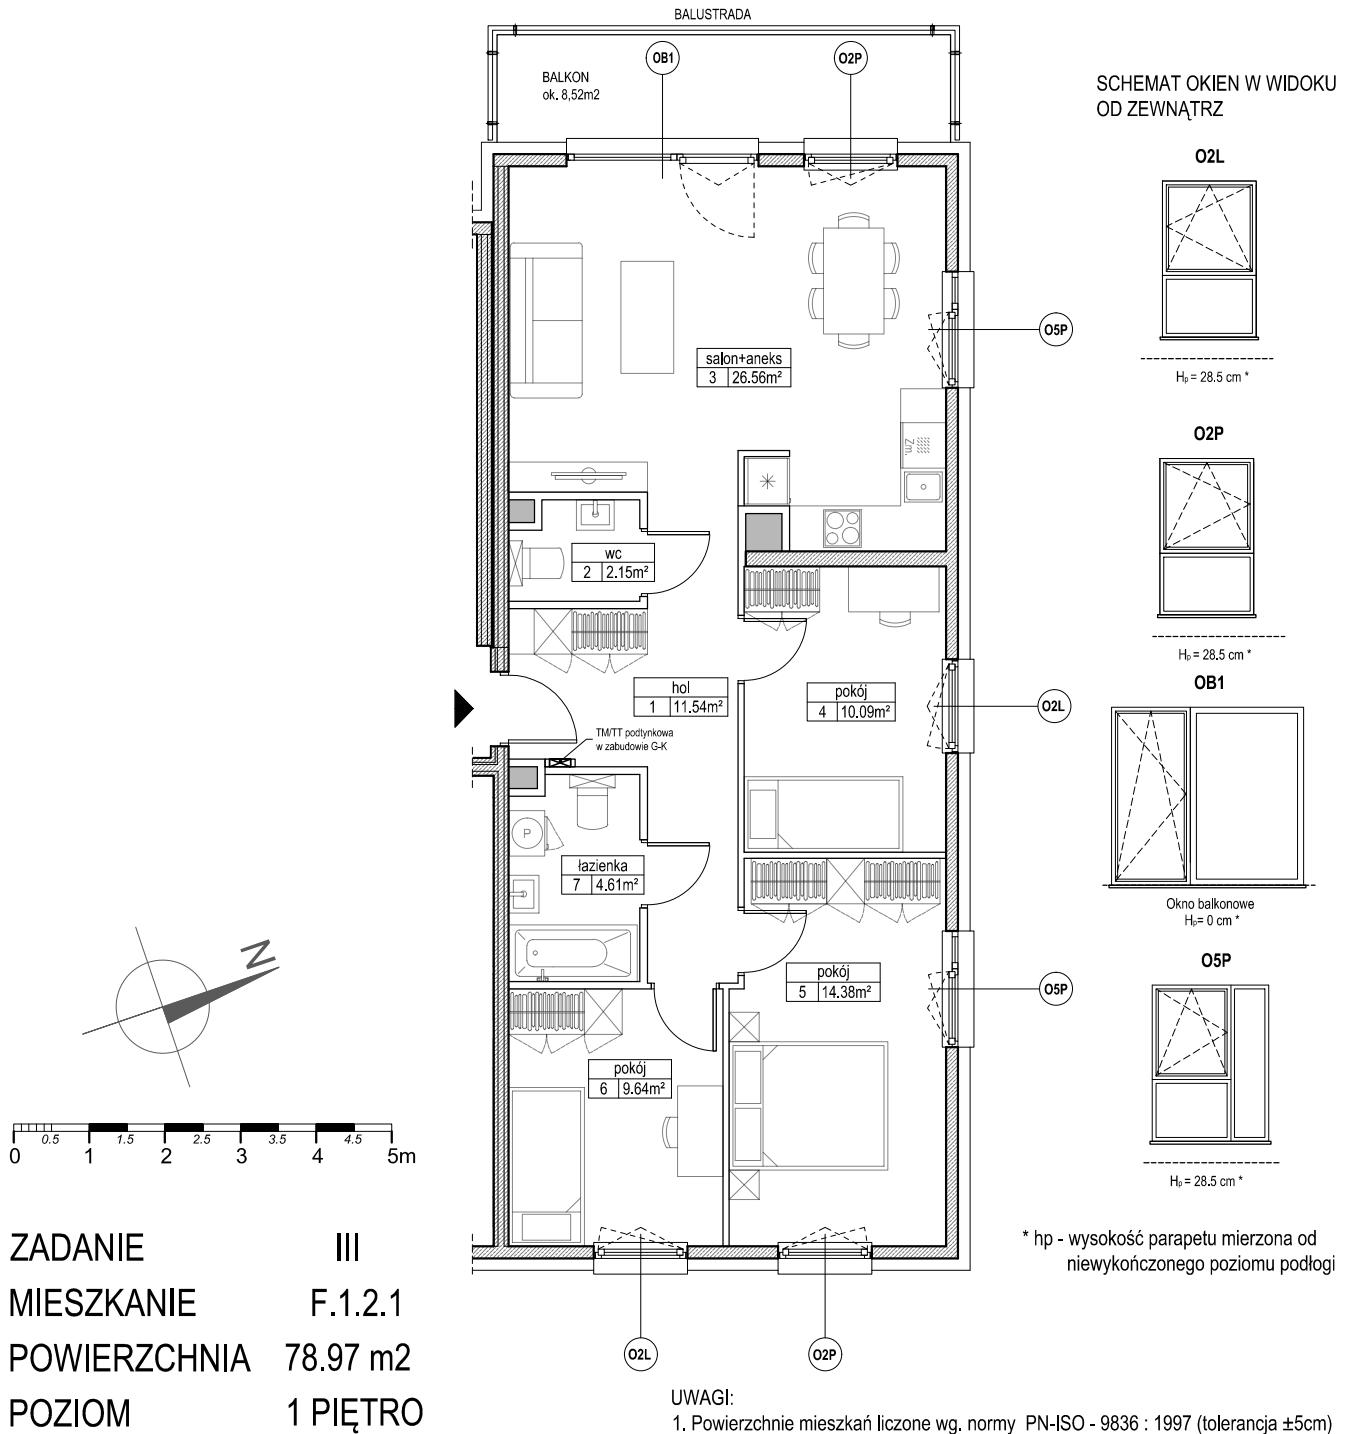 BALUSTRADA
BALKON
ok. 8,52m2
OB1
O2P
SCHEMAT OKIEN W WIDOKU
OD ZEWNĄTRZ
O2L
Hp = 28.5 cm *
O5P
salon+aneks
3 26.56m²
Zm.
O2P
Hp = 28.5 cm *
wc
2 2.15m²
hol
1 11.54m²
TM/TT podtynkowa
w zabudowie G-K
pokój
4 10.09m²
O2L
OB1
Okno balkonowe
Hp= 0 cm *
P
łazienka
7 4.61m²
pokój
5 14.38m²
O5P
O5P
Hp = 28.5 cm *
pokój
6 9.64m²
N
0.5 1.5 2.5 3.5 4.5
0 1 2 3 4 5m
* hp - wysokość parapetu mierzona od
niewykończonego poziomu podłogi
O2L
O2P
ZADANIE III
MIESZKANIE F.1.2.1
POWIERZCHNIA 78.97 m2
POZIOM 1 PIĘTRO
UWAGI:
1. Powierzchnie mieszkań liczone wg. normy PN-ISO - 9836 : 1997 (tolerancja ±5cm)